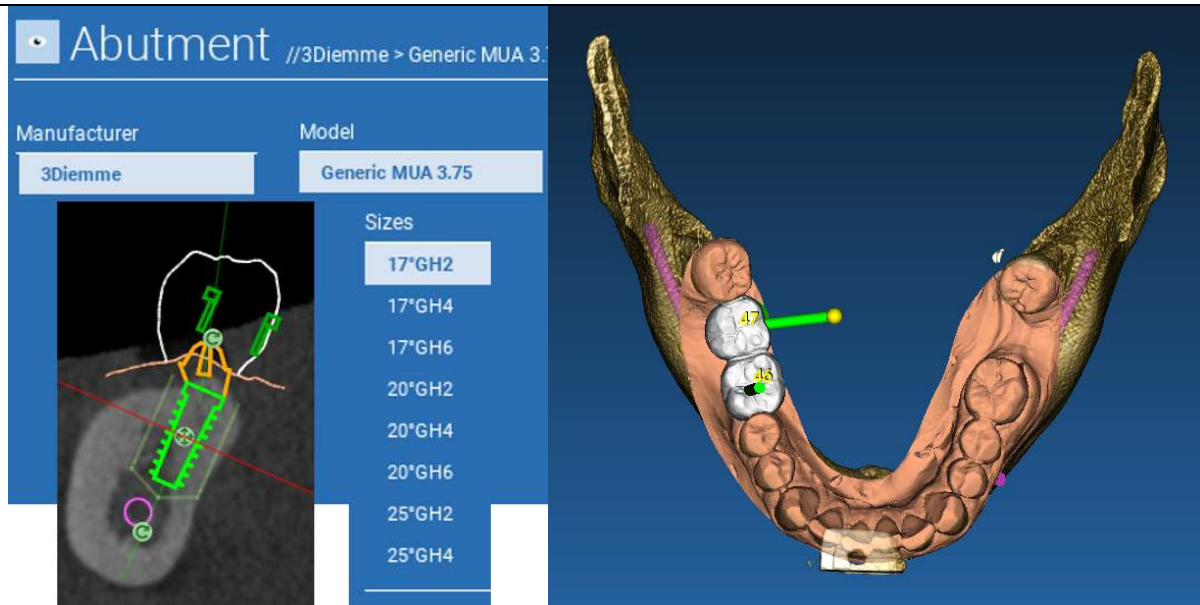 Abutment //3Diemme > Generic MUA 3.
Manufacturer
Model
3Diemme
Generic MUA 3.75
Sizes
17°GH2
17°GH4
17°GH6
20°GH2
20°GH4
20°GH6
25°GH2
25°GH4
47
46